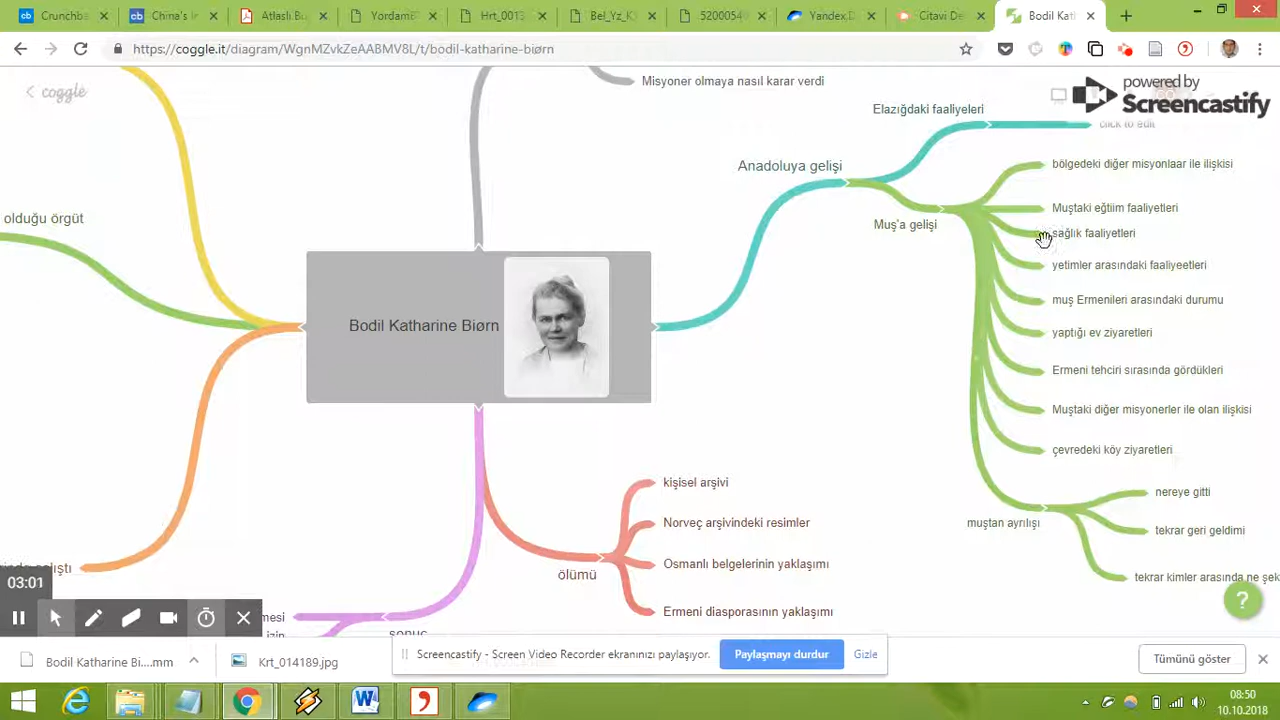 Crunchba
China's In
Atlaslı.Bu
YordamBT
Hrt_0013
Bel_Yz_K
5200054
Yandex.D
Citavi De
Bodil Kat
https://coggle.it/diagram/WgnMZvkZeAABMV8L/t/bodil-katharine-biørn
coggle
powered by
Screencastify
Misyoner olmaya nasıl karar verdi
Elazığdaki faaliyeleri
click to edit
Anadoluya gelişi
bölgedeki diğer misyonlaar ile ilişkisi
Muştaki eğtiim faaliyetleri
olduğu örgüt
Muş'a gelişi
sağlık faaliyetleri
yetimler arasındaki faaliyeetleri
muş Ermenileri arasındaki durumu
Bodil Katharine Biørn
yaptığı ev ziyaretleri
Ermeni tehciri sırasında gördükleri
Muştaki diğer misyonerler ile olan ilişkisi
çevredeki köy ziyaretleri
kişisel arşivi
nereye gitti
Norveç arşivindeki resimler
muştan ayrılışı
tekrar geri geldimi
Osmanlı belgelerinin yaklaşımı
ölümü
tekrar kimler arasında ne şek
03:01
Ermeni diasporasının yaklaşımı
mesi
izin
sonuç
Screencastify - Screen Video Recorder ekranınızı paylaşıyor.
Paylaşmayı durdur
Gizle
Bodil Katharine Bi....mm
Krt_014189.jpg
Tümünü göster
08:50
10.10.2018